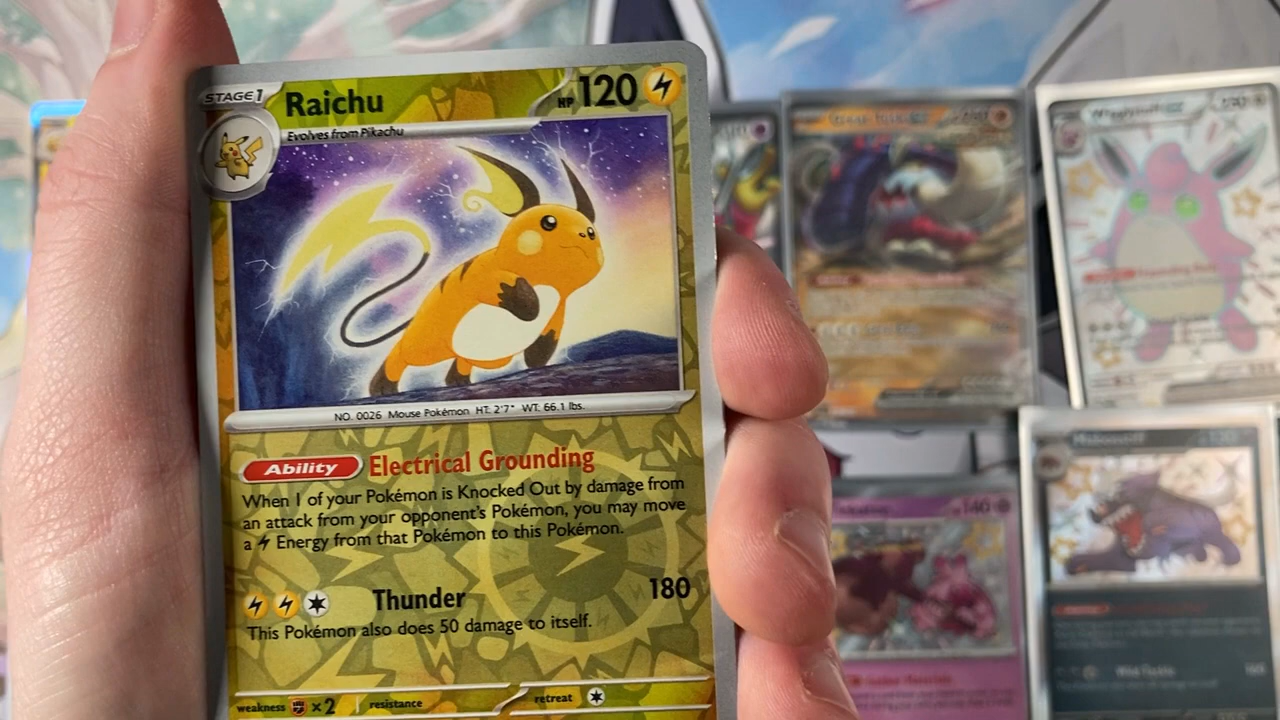 STAGE 1
Raichu
HP 120
Evolves from Pikachu
NO. 0026 Mouse Pokémon HT: 2'7" WT: 66.1 lbs.
Ability Electrical Grounding
When 1 of your Pokémon is Knocked Out by damage from
an attack from your opponent's Pokémon, you may move
a Energy from that Pokémon to this Pokémon.
Thunder 180
This Pokémon also does 50 damage to itself.
weakness ×2 resistance retreat
140
Wild Tackle